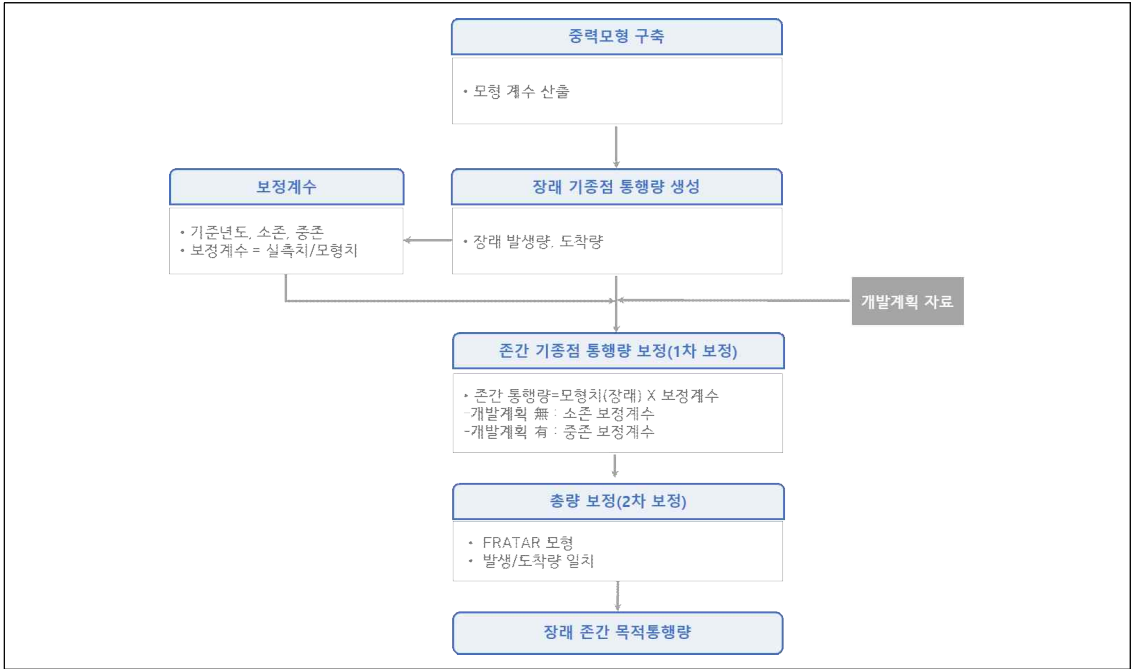 중력모형 구축
• 모형 계수 산출
보정계수
• 기준년도, 소존, 중존
• 보정계수 = 실측치/모형치
장래 기종점 통행량 생성
• 장래 발생량, 도착량
개발계획 자료
존간 기종점 통행량 보정(1차 보정)
• 존간 통행량=모형치(장래) X 보정계수
-개발계획 無 : 소존 보정계수
-개발계획 有 : 중존 보정계수
총량 보정(2차 보정)
• FRATAR 모형
• 발생/도착량 일치
장래 존간 목적통행량